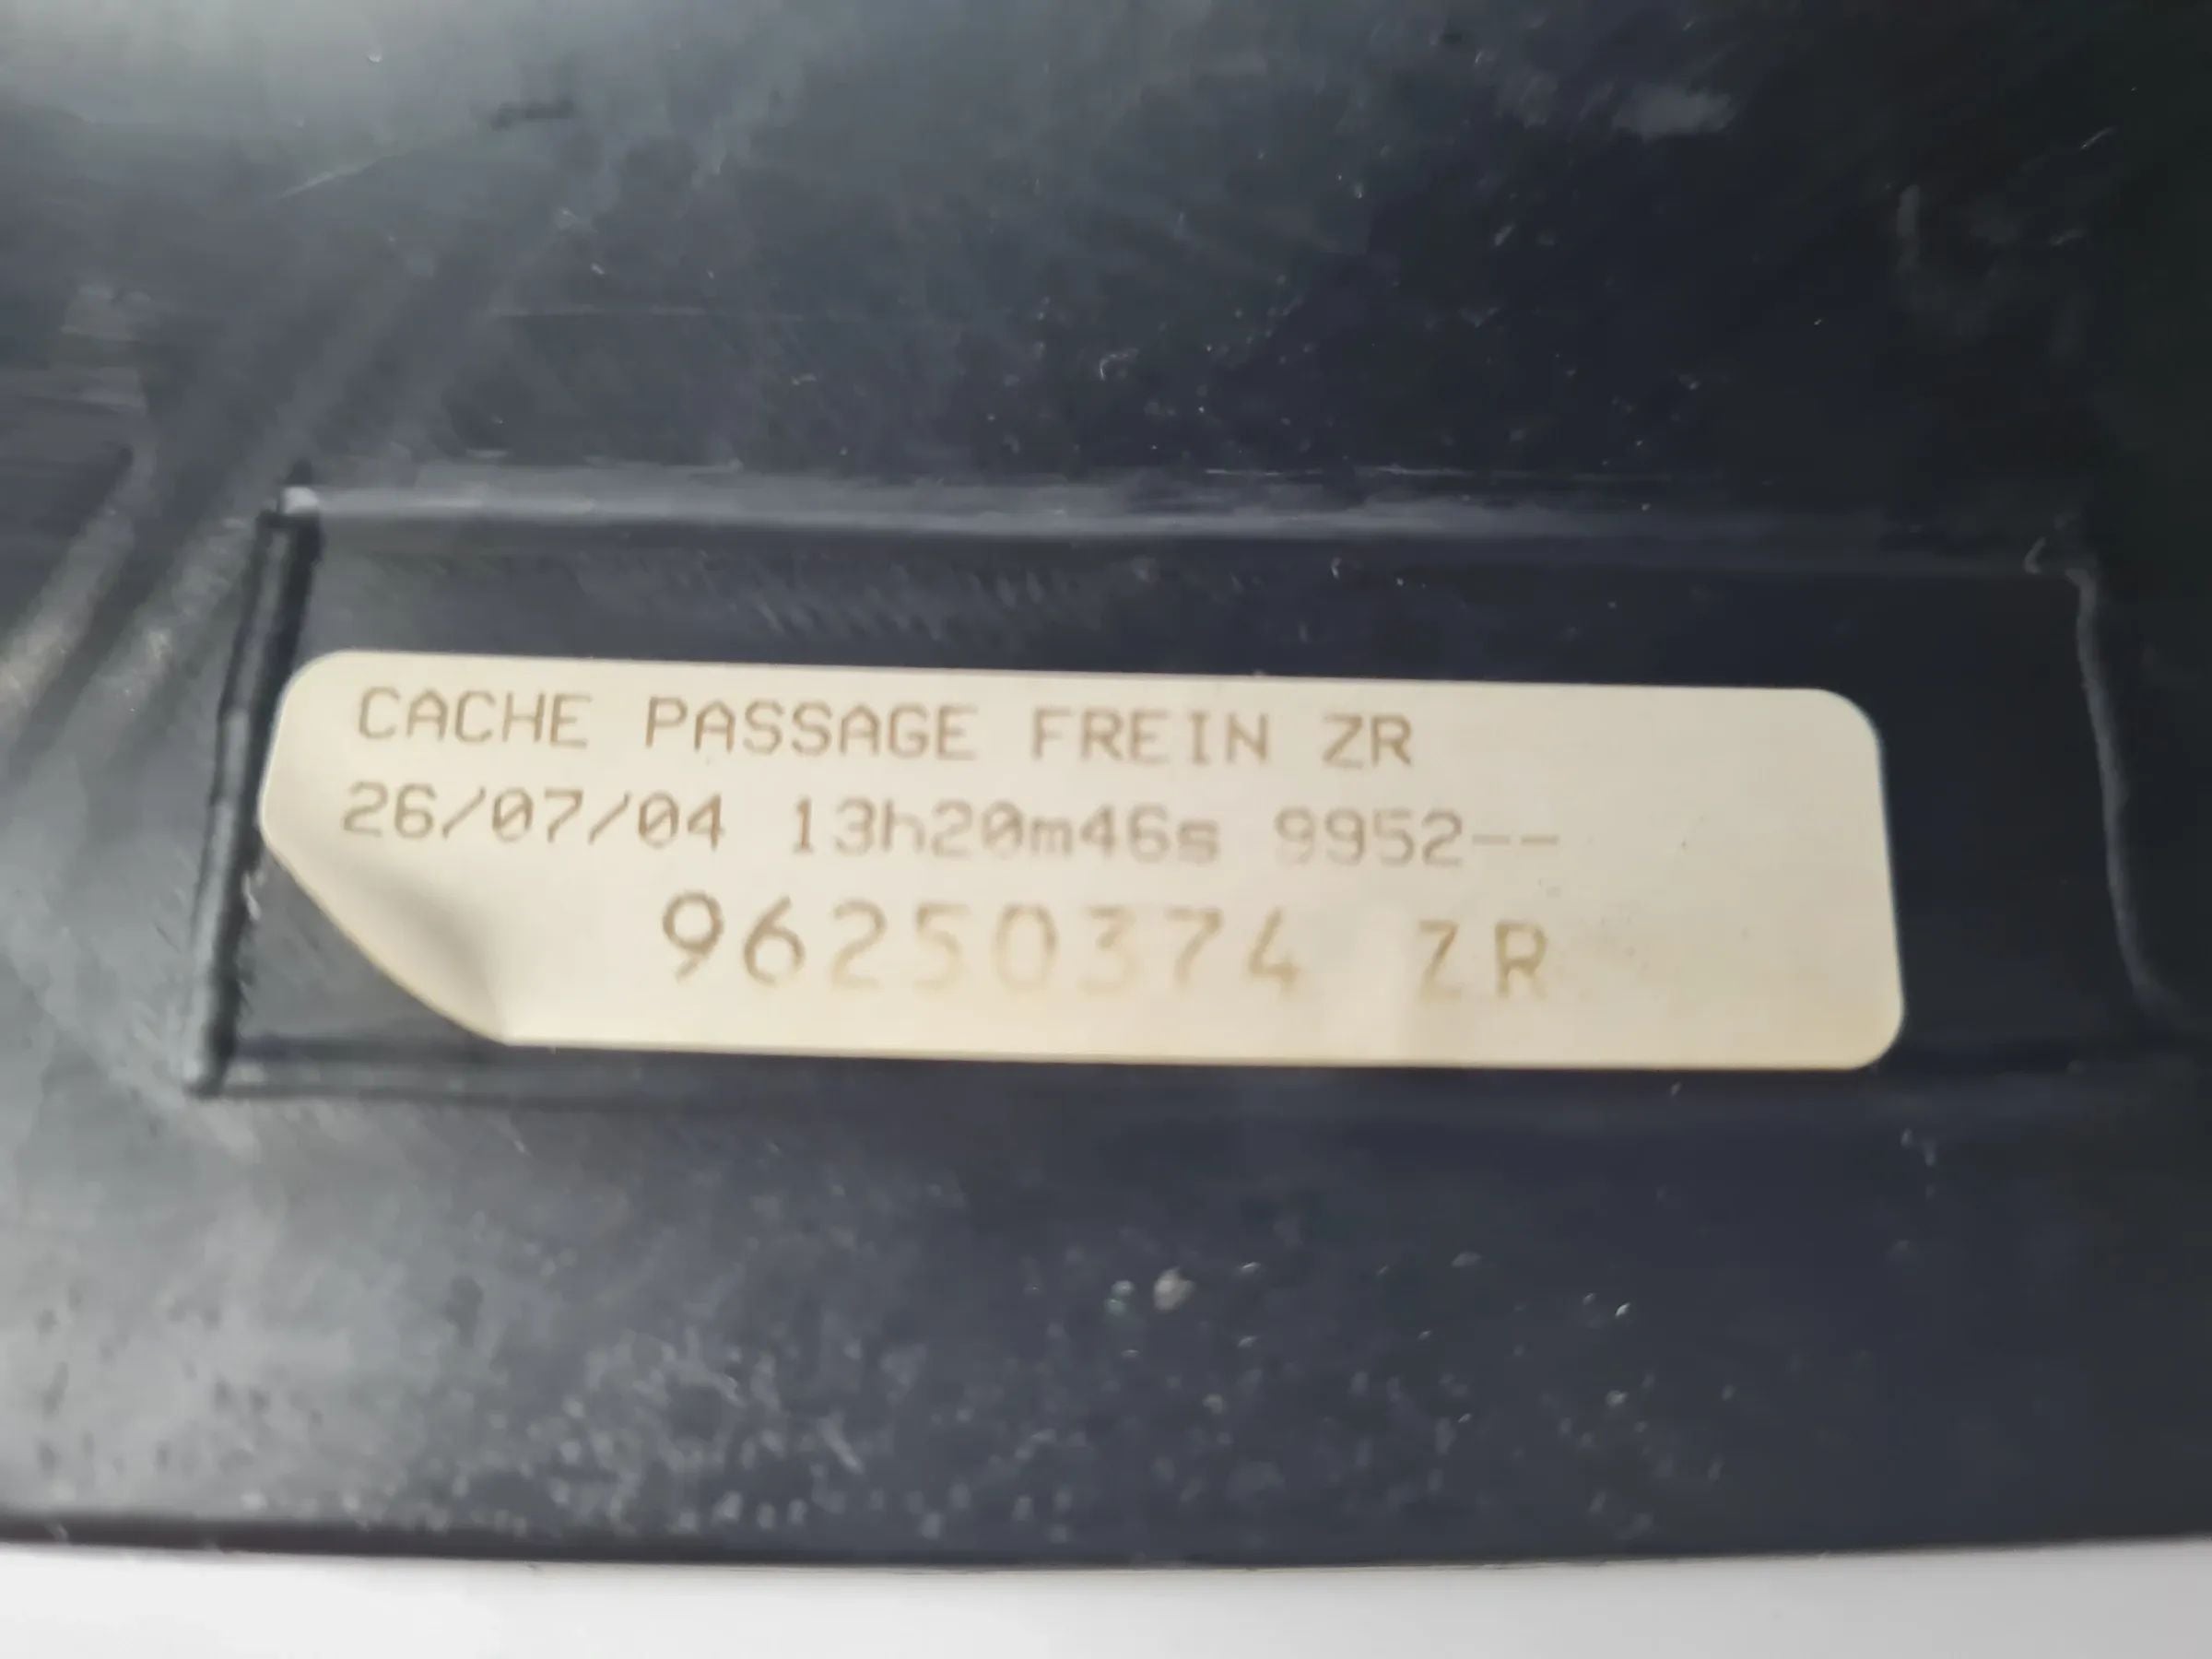 CACHE PASSAGE FREIN ZR
26/07/04 13h20m46s 9952--
96250374 ZR